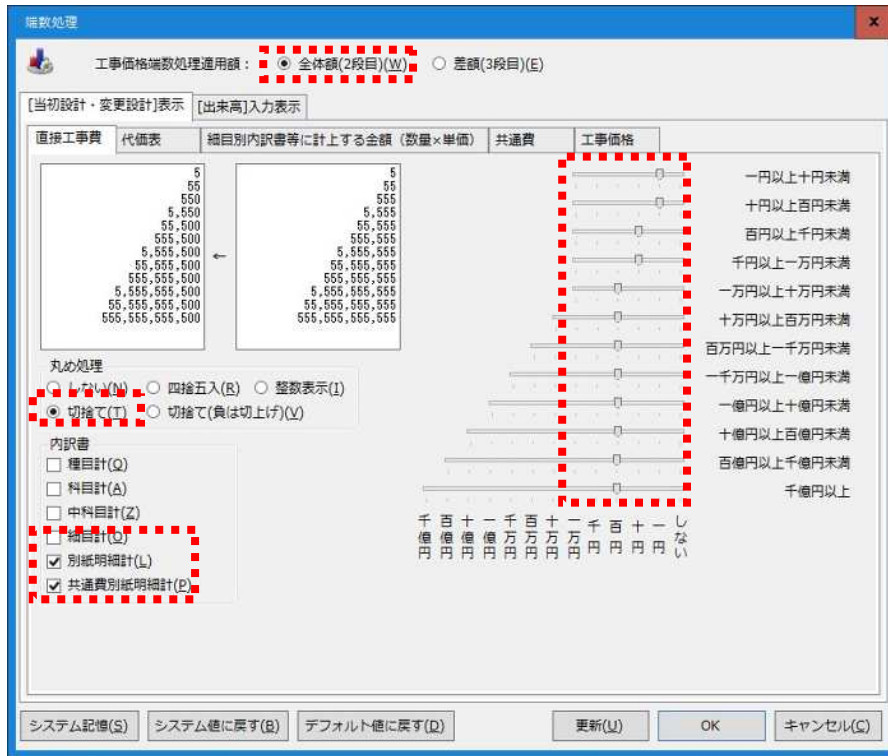 端数処理
x
工事価格端数処理適用額： 全体額(2段目)(W) 差額(3段目)(E)
[当初設計・変更設計]表示 [出来高]入力表示
直接工事費 代価表 細目別内訳書等に計上する金額（数量×単価） 共通費 工事価格
5
55
550
5,550
55,500
555,500
5,555,500
55,555,500
555,555,500
5,555,555,500
55,555,555,500
555,555,555,500
←
5
55
555
5,555
55,555
555,555
5,555,555
55,555,555
555,555,555
5,555,555,555
55,555,555,555
555,555,555,555
一円以上十円未満
十円以上百円未満
百円以上千円未満
千円以上一万円未満
一万円以上十万円未満
十万円以上百万円未満
百万円以上一千万円未満
一千万円以上一億円未満
一億円以上十億円未満
十億円以上百億円未満
百億円以上千億円未満
千億円以上
千億円 百億円 十億円 一億円 千万円 百万円 十万円 一万円 千円 百円 十円 一円 しない
丸め処理
しない(N) 四捨五入(R) 整数表示(I)
切捨て(T) 切捨て(負は切上げ)(V)
内訳書
種目計(Q)
科目計(A)
中科目計(Z)
細目計(O)
別紙明細計(L)
共通費別紙明細計(P)
システム記憶(S) システム値に戻す(B) デフォルト値に戻す(D) 更新(U) OK キャンセル(C)